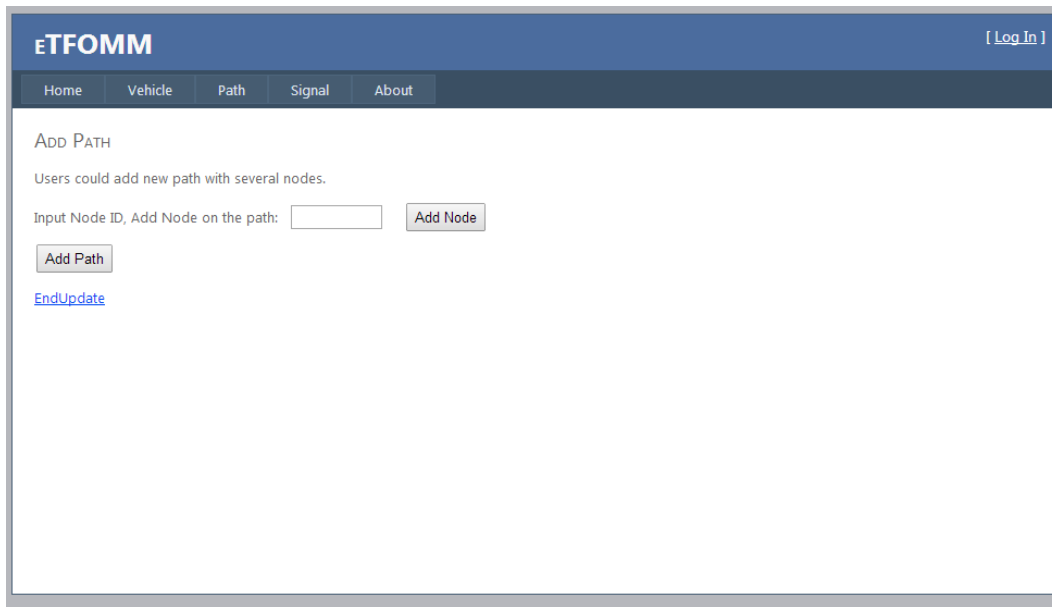 eTFOMM
[ Log In ]
Home Vehicle Path Signal About
Add Path
Users could add new path with several nodes.
Input Node ID, Add Node on the path: Add Node
Add Path
EndUpdate